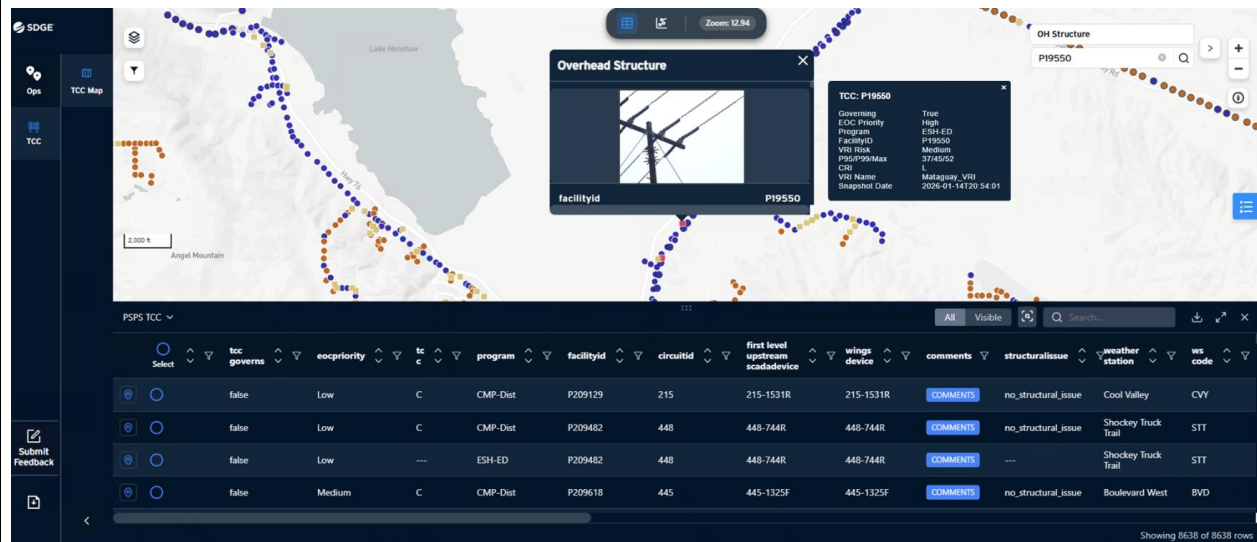 SDGE
Ops
TCC
TCC Map
Submit
Feedback
Lake Henshaw
Hwy 76
Angel Mountain
2,000 ft
Zoom: 12.94
OH Structure
P19550
Overhead Structure
facilityid P19550
TCC: P19550
Governing True
EOC Priority High
Program ESH-ED
FacilityID P19550
VRI Risk Medium
P95/P99/Max 37/45/52
CRI L
VRI Name Mataguay_VRI
Snapshot Date 2026-01-14T20:54:01
PSPS TCC
All Visible Search...
Select tcc governs eocpriority tcc program facilityid circuitid first level upstream scadadevice wings device comments structuralissue weather station ws code
false Low C CMP-Dist P209129 215 215-1531R 215-1531R COMMENTS no_structural_issue Cool Valley CVY
false Low C CMP-Dist P209482 448 448-744R 448-744R COMMENTS no_structural_issue Shockey Truck Trail STT
false Low --- ESH-ED P209482 448 448-744R 448-744R COMMENTS --- Shockey Truck Trail STT
false Medium C CMP-Dist P209618 445 445-1325F 445-1325F COMMENTS no_structural_issue Boulevard West BVD
Showing 8638 of 8638 rows